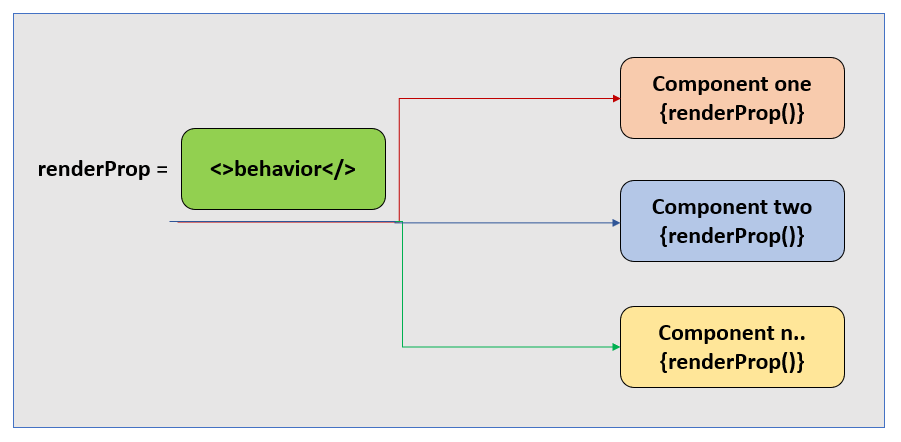 renderProp =
<>behavior</>
Component one
{renderProp()}
Component two
{renderProp()}
Component n..
{renderProp()}